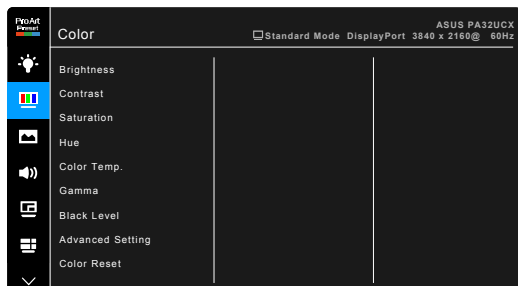 ProArt
Preset
Color
ASUS PA32UCX
Standard Mode DisplayPort 3840 x 2160@ 60Hz
Brightness
Contrast
Saturation
Hue
Color Temp.
Gamma
Black Level
Advanced Setting
Color Reset